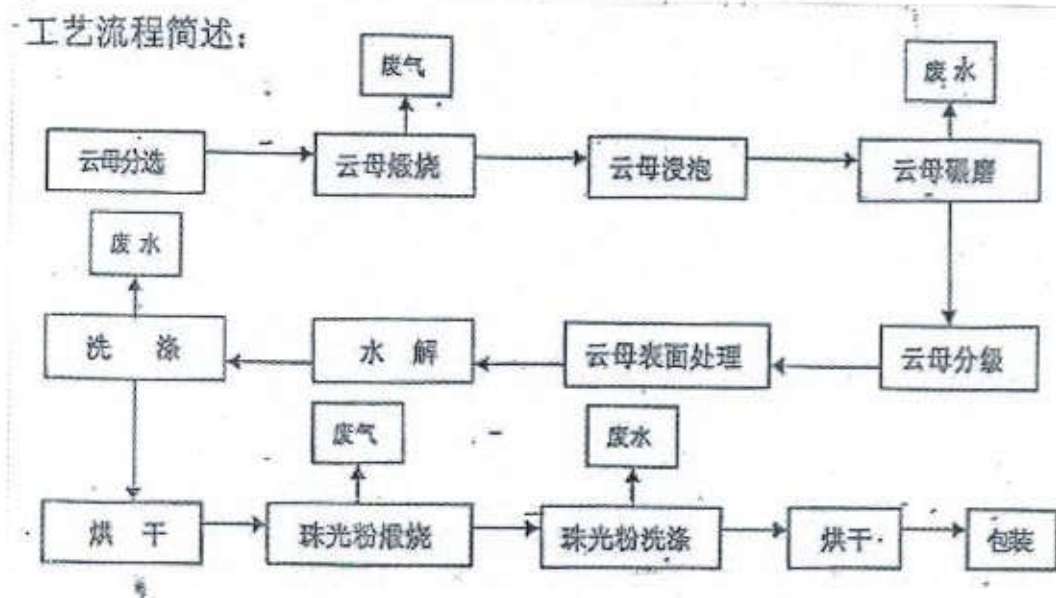 工艺流程简述：
废气
废水
云母分选
云母煅烧
云母浸泡
云母碾磨
废水
洗涤
水解
云母表面处理
云母分级
废气
废水
烘干
珠光粉煅烧
珠光粉洗涤
烘干
包装